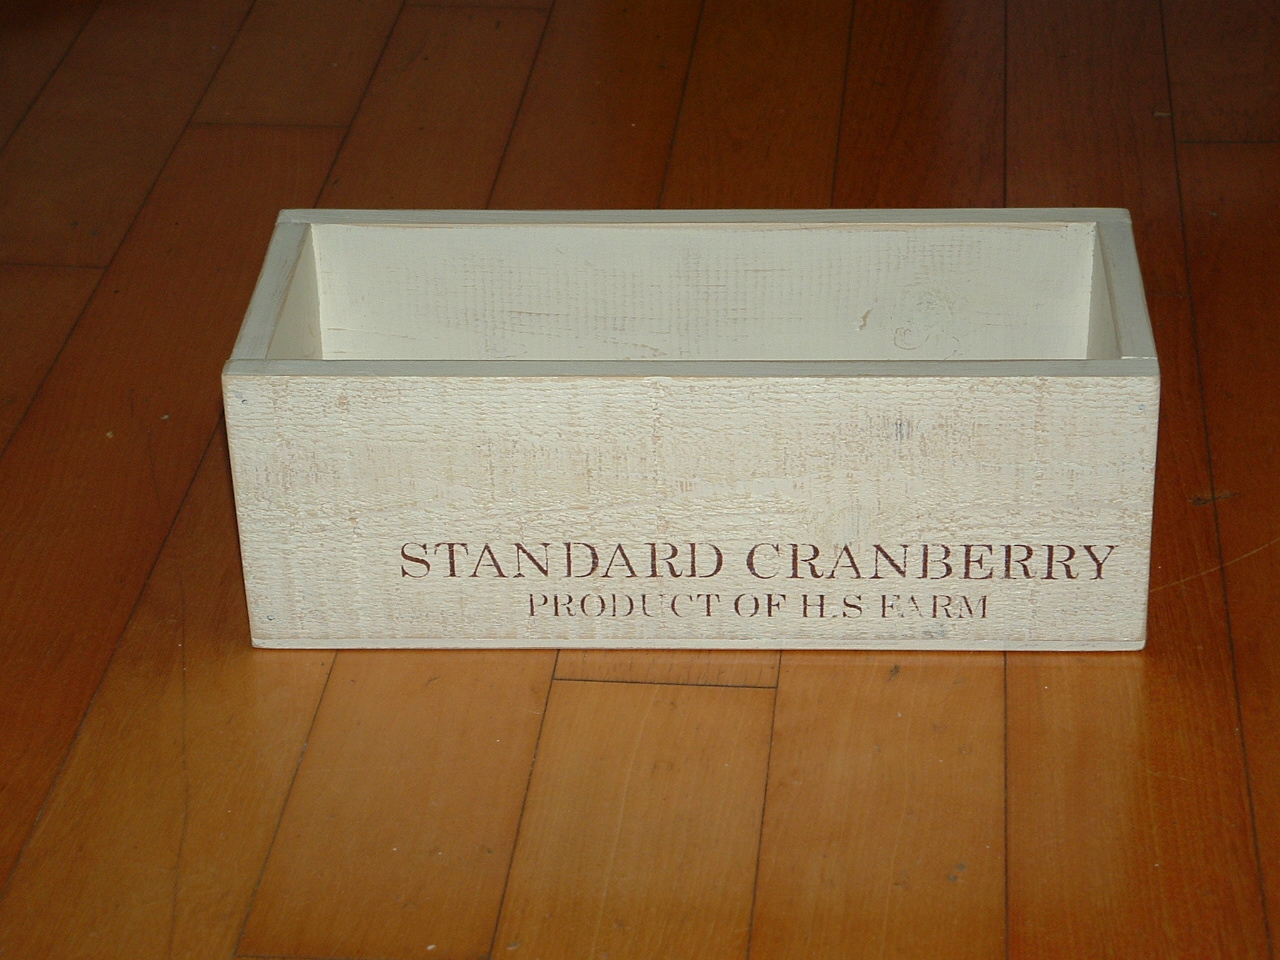 STANDARD CRANBERRY
PRODUCT OF H.S FARM